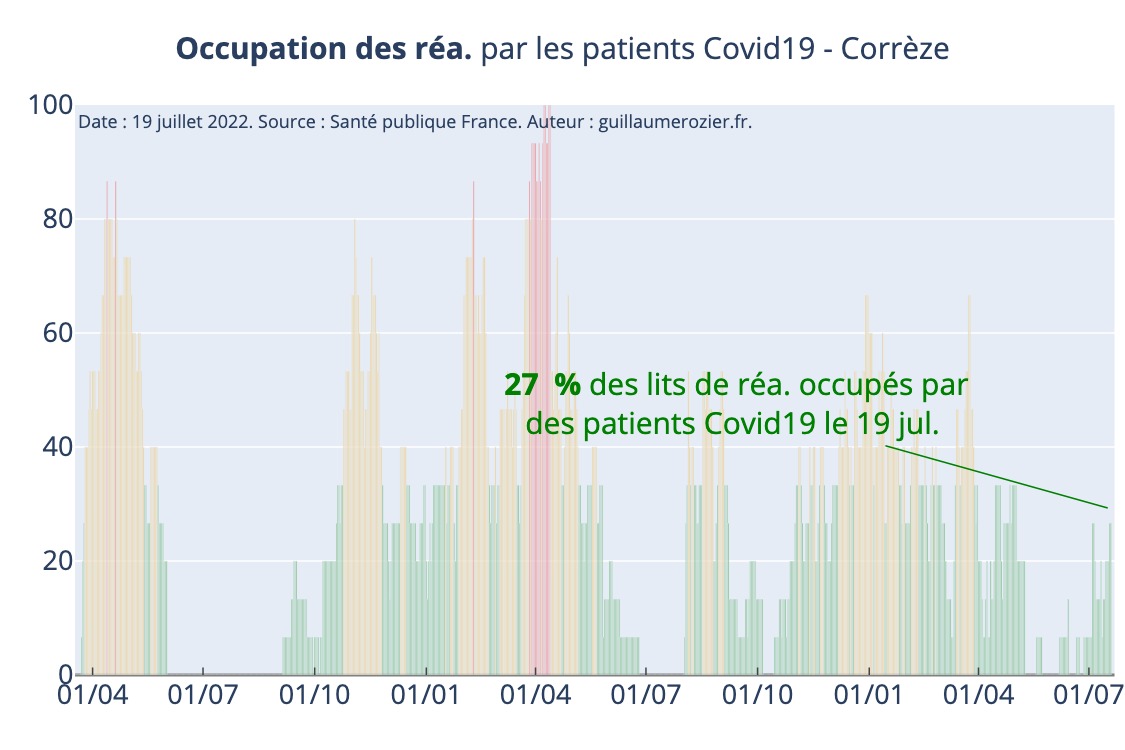 Occupation des réa. par les patients Covid19 - Corrèze
100
Date : 19 juillet 2022. Source : Santé publique France. Auteur : guillaumerozier.fr.
80
60
27 % des lits de réa. occupés par
des patients Covid19 le 19 jul.
40
20
0
01/04 01/07 01/10 01/01 01/04 01/07 01/10 01/01 01/04 01/07